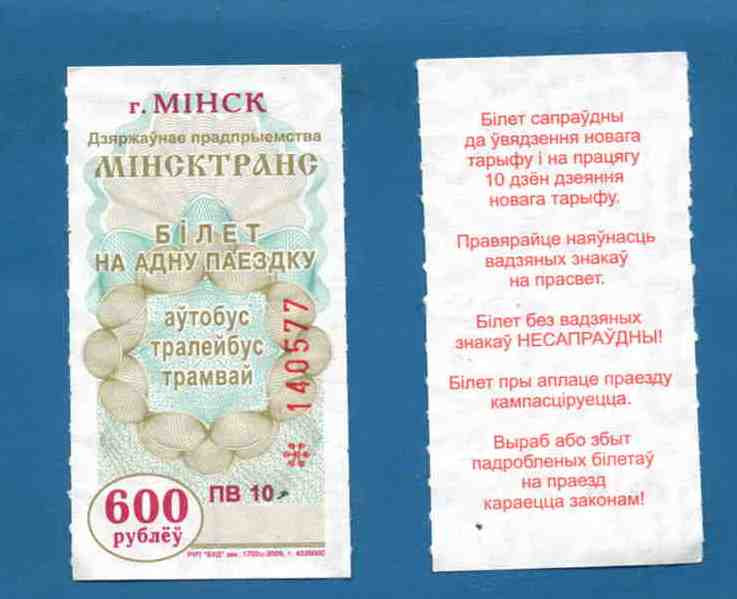 г. МІНСК
Дзяржаўнае прадпрыемства
МІНСКТРАНС
БІЛЕТ
НА АДНУ ПАЕЗДКУ
аўтобус
тралейбус
трамвай
140577
600
рублёў
ПВ 10
РУП "БУД"
Білет сапраўдны
да ўвядзення новага
тарыфу і на працягу
10 дзён дзеяння
новага тарыфу.
Правярайце наяўнасць
вадзяных знакаў
на прасвет.
Білет без вадзяных
знакаў НЕСАПРАЎДНЫ!
Білет пры аплаце праезду
кампасціруецца.
Выраб або збыт
падробленых білетаў
на праезд
караецца законам!